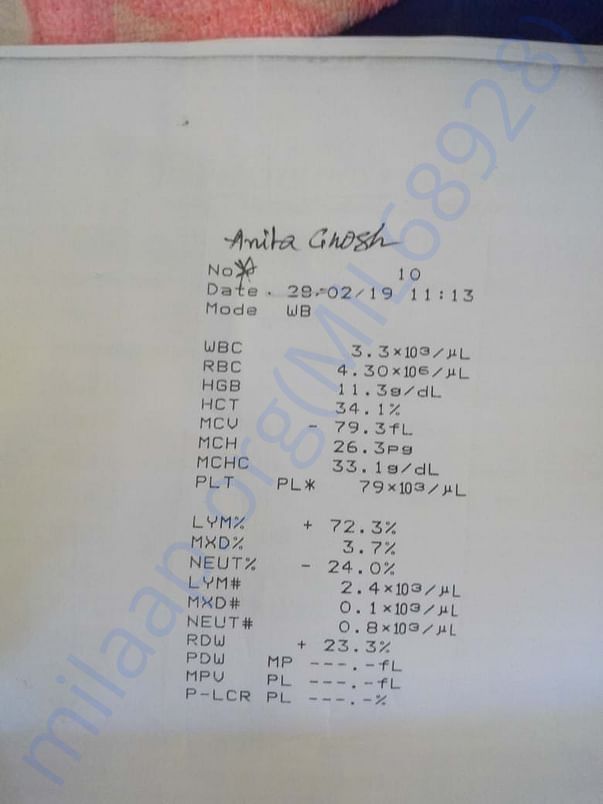 Anita Ghosh
No. 10
Date. 28-02/19 11:13
Mode WB
WBC 3.3×10³/µL
RBC 4.30×10⁶/µL
HGB 11.3g/dL
HCT 34.1%
MCV - 79.3fL
MCH 26.3pg
MCHC 33.1g/dL
PLT PL* 79×10³/µL
LYM% + 72.3%
MXD% 3.7%
NEUT% - 24.0%
LYM# 2.4×10³/µL
MXD# 0.1×10³/µL
NEUT# 0.8×10³/µL
RDW + 23.3%
PDW MP ---.-fL
MPV PL ---.-fL
P-LCR PL ---.-%
milaap.org(MIL68928)